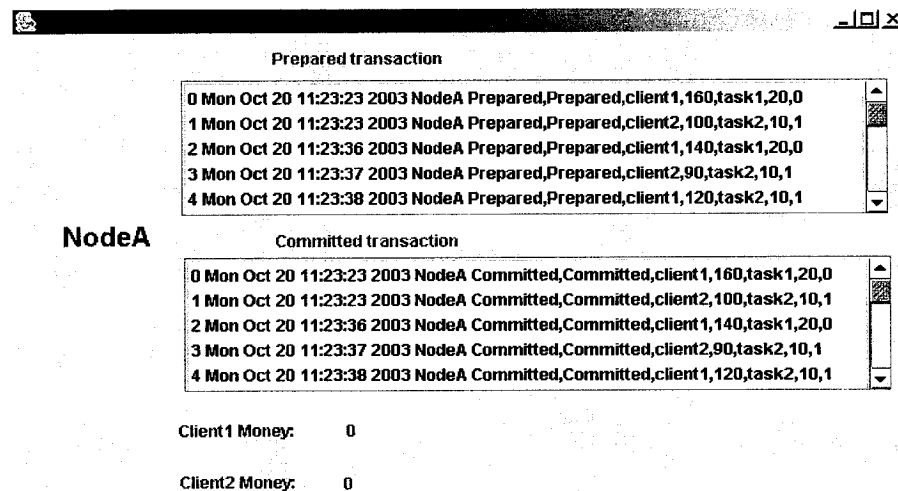 Prepared transaction
0 Mon Oct 20 11:23:23 2003 NodeA Prepared,Prepared,client1,160,task1,20,0
1 Mon Oct 20 11:23:23 2003 NodeA Prepared,Prepared,client2,100,task2,10,1
2 Mon Oct 20 11:23:36 2003 NodeA Prepared,Prepared,client1,140,task1,20,0
3 Mon Oct 20 11:23:37 2003 NodeA Prepared,Prepared,client2,90,task2,10,1
4 Mon Oct 20 11:23:38 2003 NodeA Prepared,Prepared,client1,120,task2,10,1
NodeA
Committed transaction
0 Mon Oct 20 11:23:23 2003 NodeA Committed,Committed,client1,160,task1,20,0
1 Mon Oct 20 11:23:23 2003 NodeA Committed,Committed,client2,100,task2,10,1
2 Mon Oct 20 11:23:36 2003 NodeA Committed,Committed,client1,140,task1,20,0
3 Mon Oct 20 11:23:37 2003 NodeA Committed,Committed,client2,90,task2,10,1
4 Mon Oct 20 11:23:38 2003 NodeA Committed,Committed,client1,120,task2,10,1
Client1 Money: 0
Client2 Money: 0